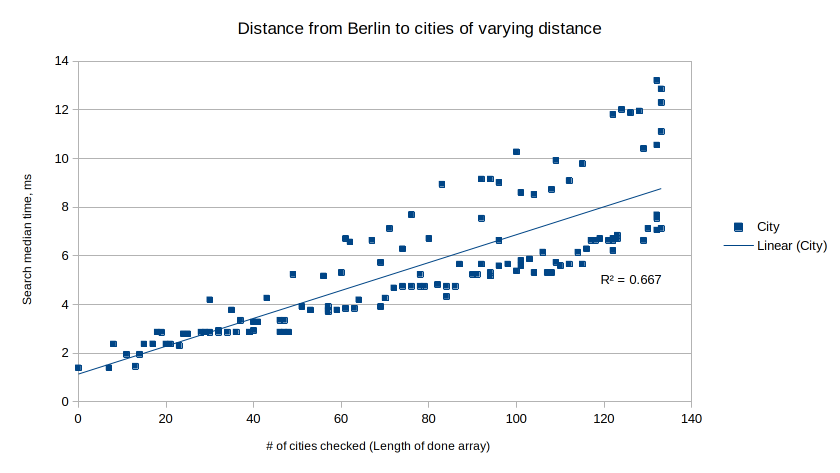 Distance from Berlin to cities of varying distance
14
12
10
8
6
4
2
0
Search median time, ms
0 20 40 60 80 100 120 140
# of cities checked (Length of done array)
R² = 0.667
City
Linear (City)